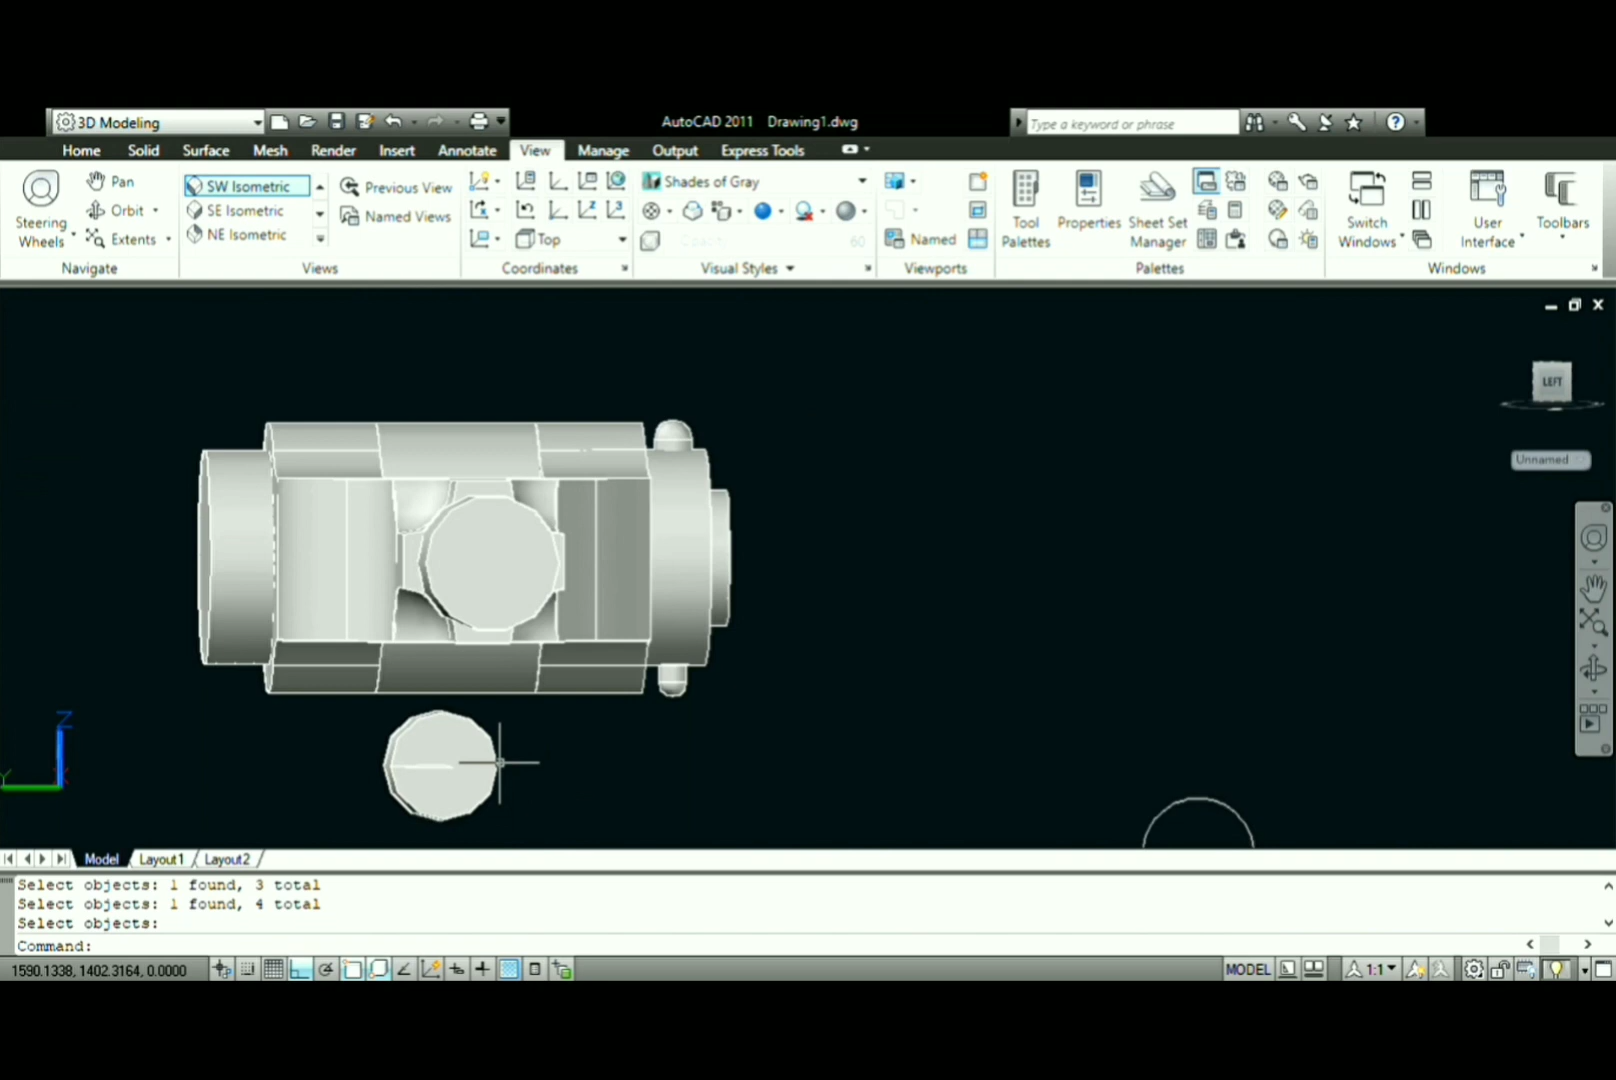 3D Modeling
AutoCAD 2011 Drawing1.dwg
Type a keyword or phrase
Home Solid Surface Mesh Render Insert Annotate View Manage Output Express Tools
Steering Wheels
Pan
Orbit
Extents
Navigate
SW Isometric
SE Isometric
NE Isometric
Views
Previous View
Named Views
Top
Coordinates
Shades of Gray
60
Visual Styles
Named
Viewports
Tool Palettes
Properties
Sheet Set Manager
Palettes
Switch Windows
User Interface
Toolbars
Windows
LEFT
Unnamed
Z
Model Layout1 Layout2
Select objects: 1 found, 3 total
Select objects: 1 found, 4 total
Select objects:
Command:
1590.1338, 1402.3164, 0.0000
MODEL
1:1